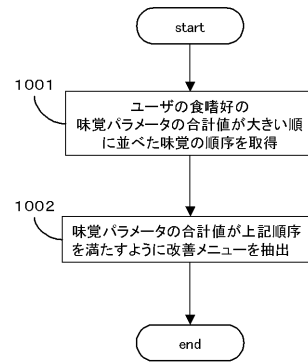 start
1001
ユーザの食嗜好の
味覚パラメータの合計値が大きい順
に並べた味覚の順序を取得
1002
味覚パラメータの合計値が上記順序
を満たすように改善メニューを抽出
end